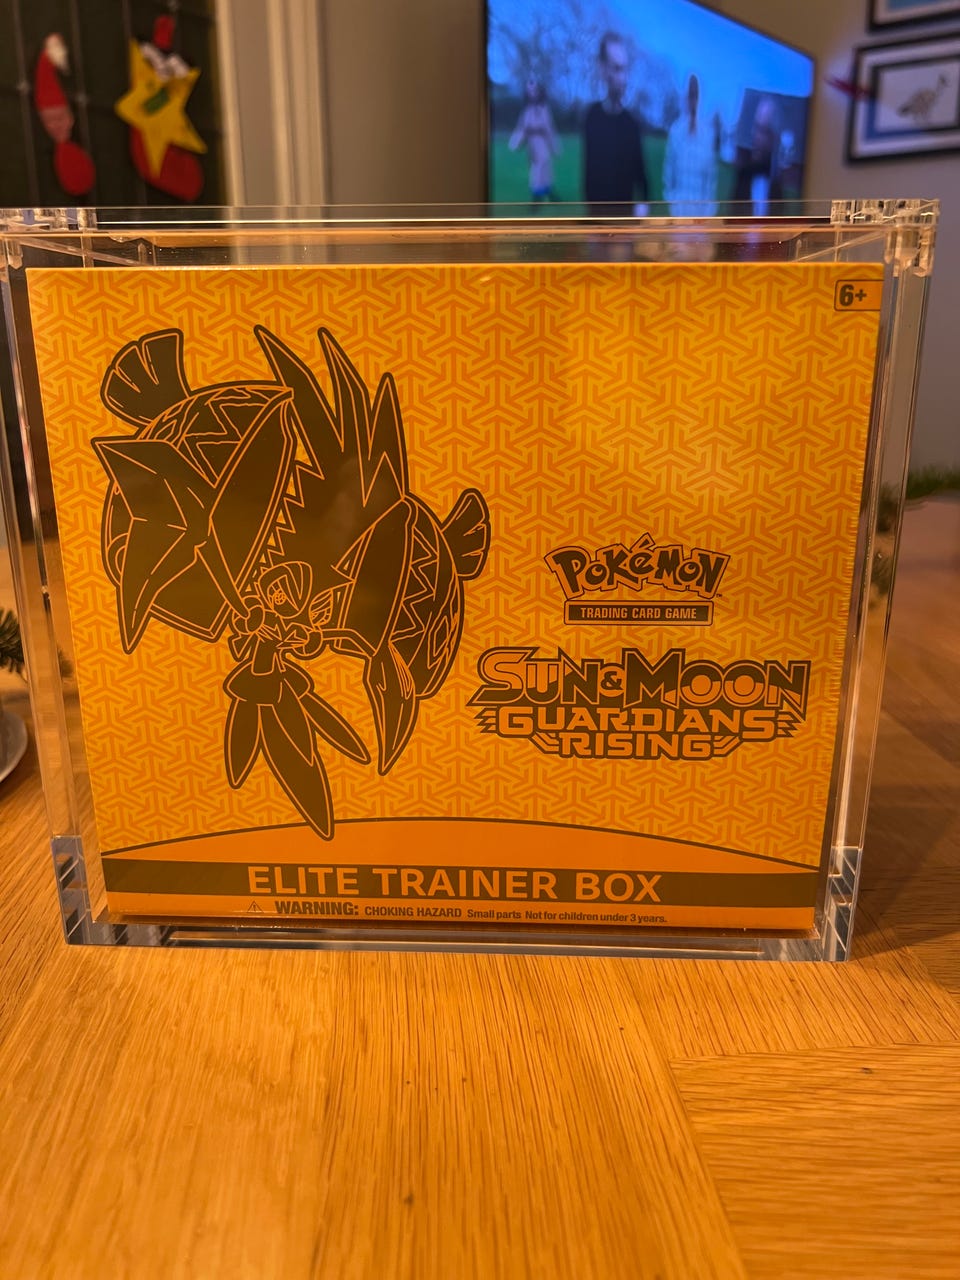 6+
POKéMON
TRADING CARD GAME
SUN & MOON
GUARDIANS
RISING
ELITE TRAINER BOX
WARNING: CHOKING HAZARD Small parts Not for children under 3 years.